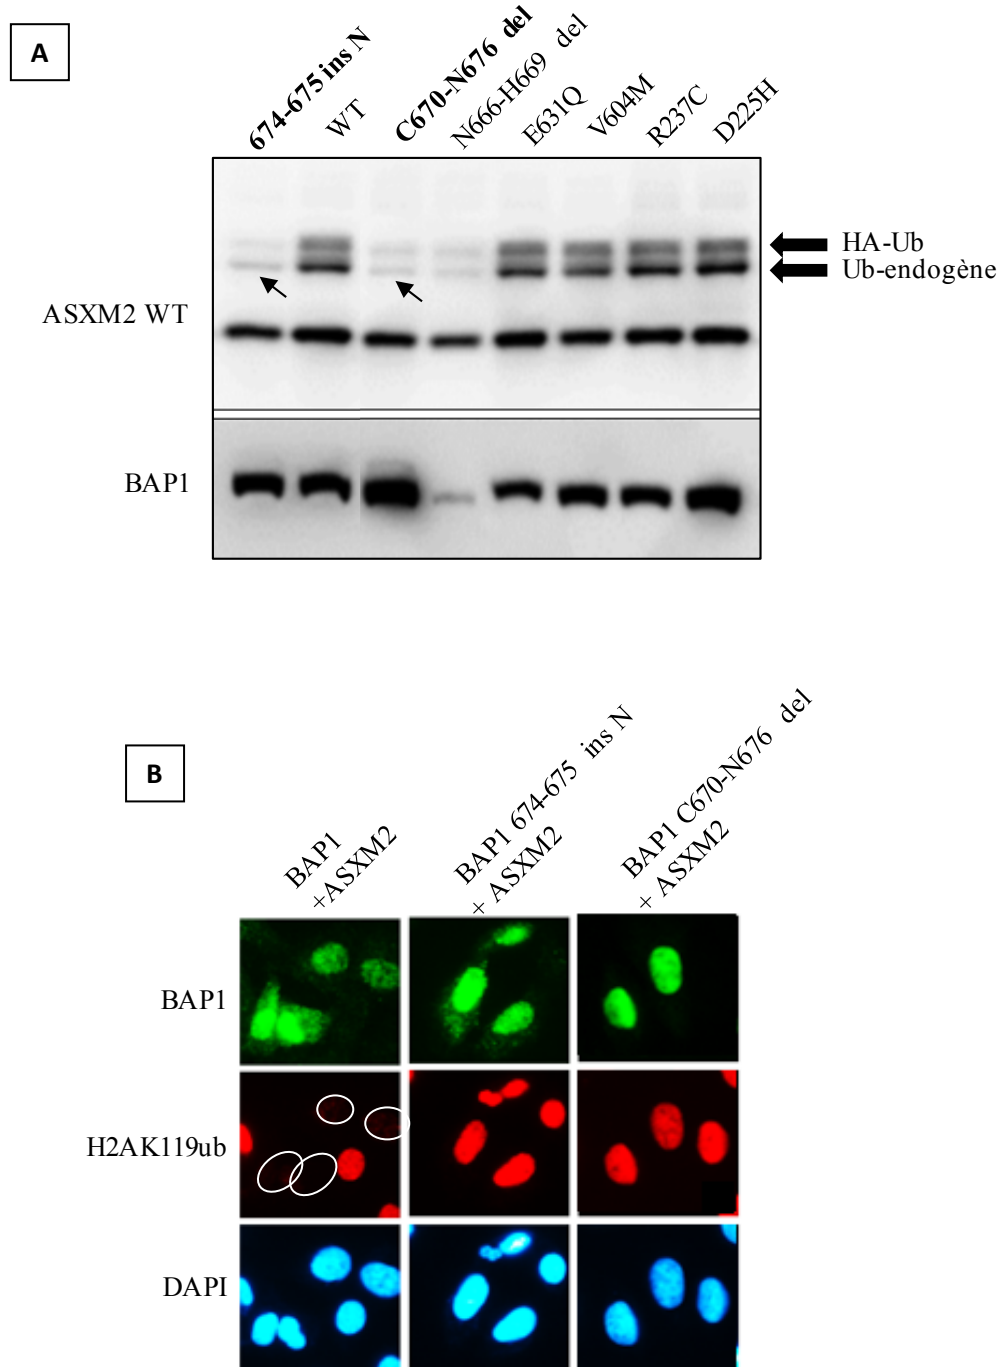 A
674-675 ins N
WT
C670-N676 del
N666-H669 del
E631Q
V604M
R237C
D225H
HA-Ub
Ub-endogène
ASXM2 WT
BAP1
B
BAP1
+ASXM2
BAP1 674-675 ins N
+ ASXM2
BAP1 C670-N676 del
+ ASXM2
BAP1
H2AK119ub
DAPI